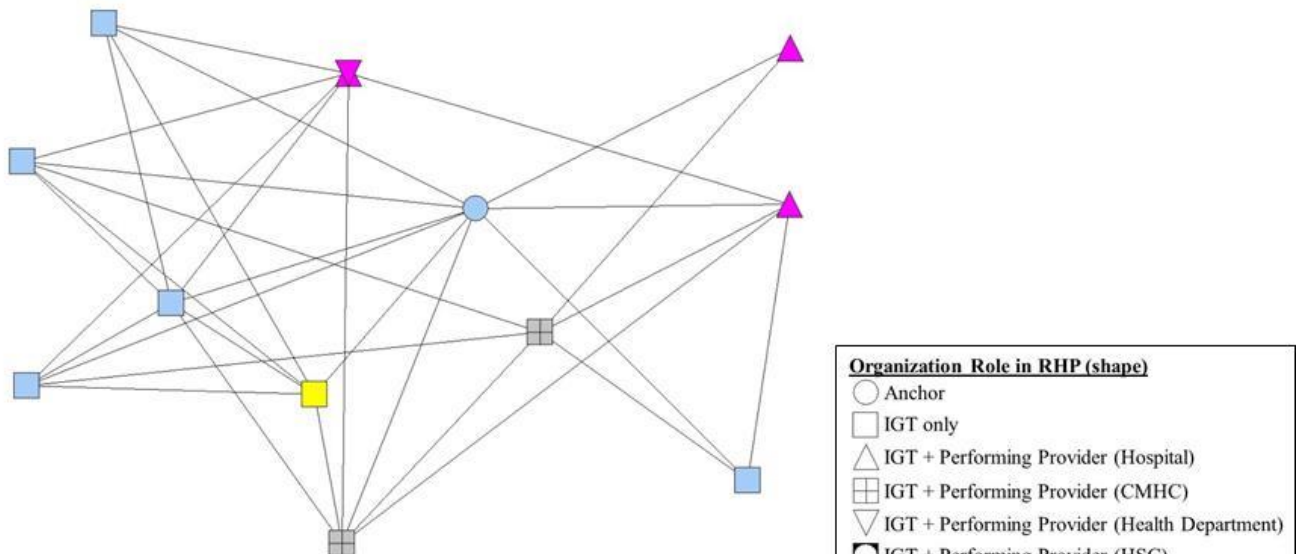 Organization Role in RHP (shape)
Anchor
IGT only
IGT + Performing Provider (Hospital)
IGT + Performing Provider (CMHC)
IGT + Performing Provider (Health Department)
IGT + Performing Provider (HSC)